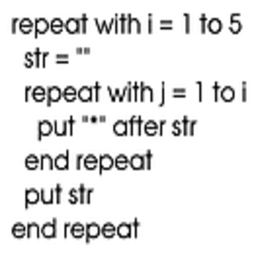 repeat with i = 1 to 5
str = ""
repeat with j = 1 to i
put "*" after str
end repeat
put str
end repeat